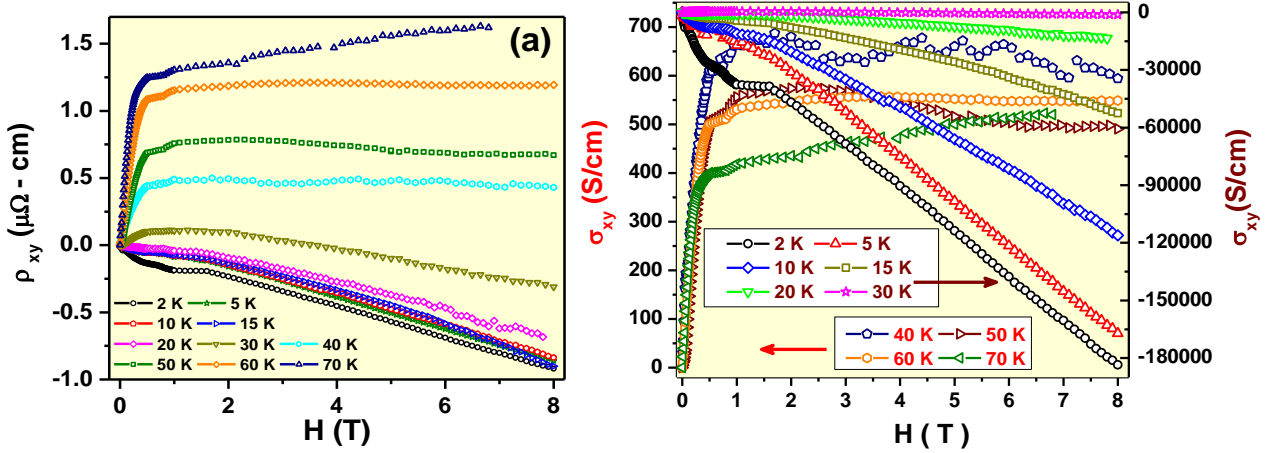 (a)
1.5
1.0
0.5
0.0
-0.5
-1.0
ρxy (μΩ - cm)
2 K 5 K
10 K 15 K
20 K 30 K 40 K
50 K 60 K 70 K
0 2 4 6 8
H (T)
700
600
500
400
300
200
100
0
σxy (S/cm)
2 K 5 K
10 K 15 K
20 K 30 K
40 K 50 K
60 K 70 K
0 1 2 3 4 5 6 7 8
H ( T )
0
-30000
-60000
-90000
-120000
-150000
-180000
σxy(S/cm)